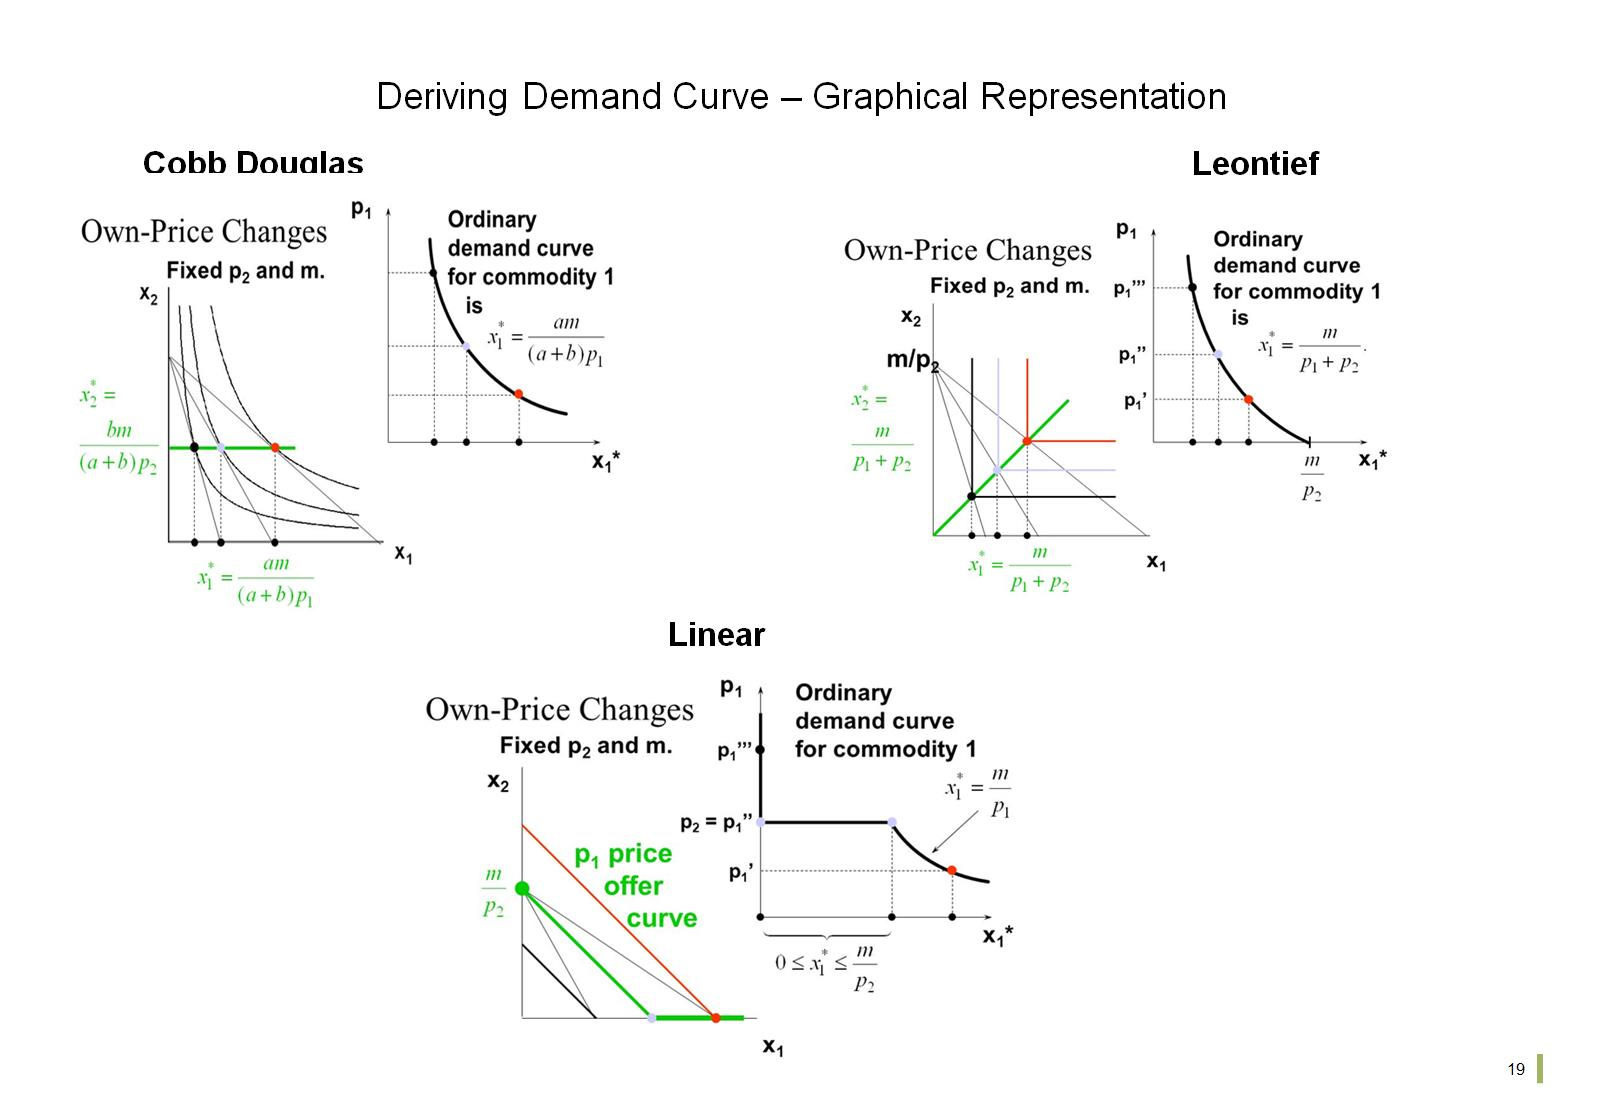 Deriving Demand Curve – Graphical Representation
Cobb Douglas
Own-Price Changes
Fixed p₂ and m.
x₂
x₂* =
bm
(a+b)p₂
x₁* = am
(a+b)p₁
x₁
p₁
Ordinary
demand curve
for commodity 1
is
x₁* = am
(a+b)p₁
x₁*
Leontief
Own-Price Changes
Fixed p₂ and m.
x₂
m/p₂
x₂* =
m
p₁ + p₂
x₁* = m
p₁ + p₂
x₁
p₁
p₁’’’
p₁’’
p₁’
Ordinary
demand curve
for commodity 1
is
x₁* = m
p₁ + p₂ .
m
p₂
x₁*
Linear
Own-Price Changes
Fixed p₂ and m.
x₂
m
p₂
p₁ price
offer
curve
x₁
p₁
p₁’’’
p₂ = p₁’’
p₁’
Ordinary
demand curve
for commodity 1
x₁* = m
p₁
x₁*
0 ≤ x₁* ≤ m
p₂
19